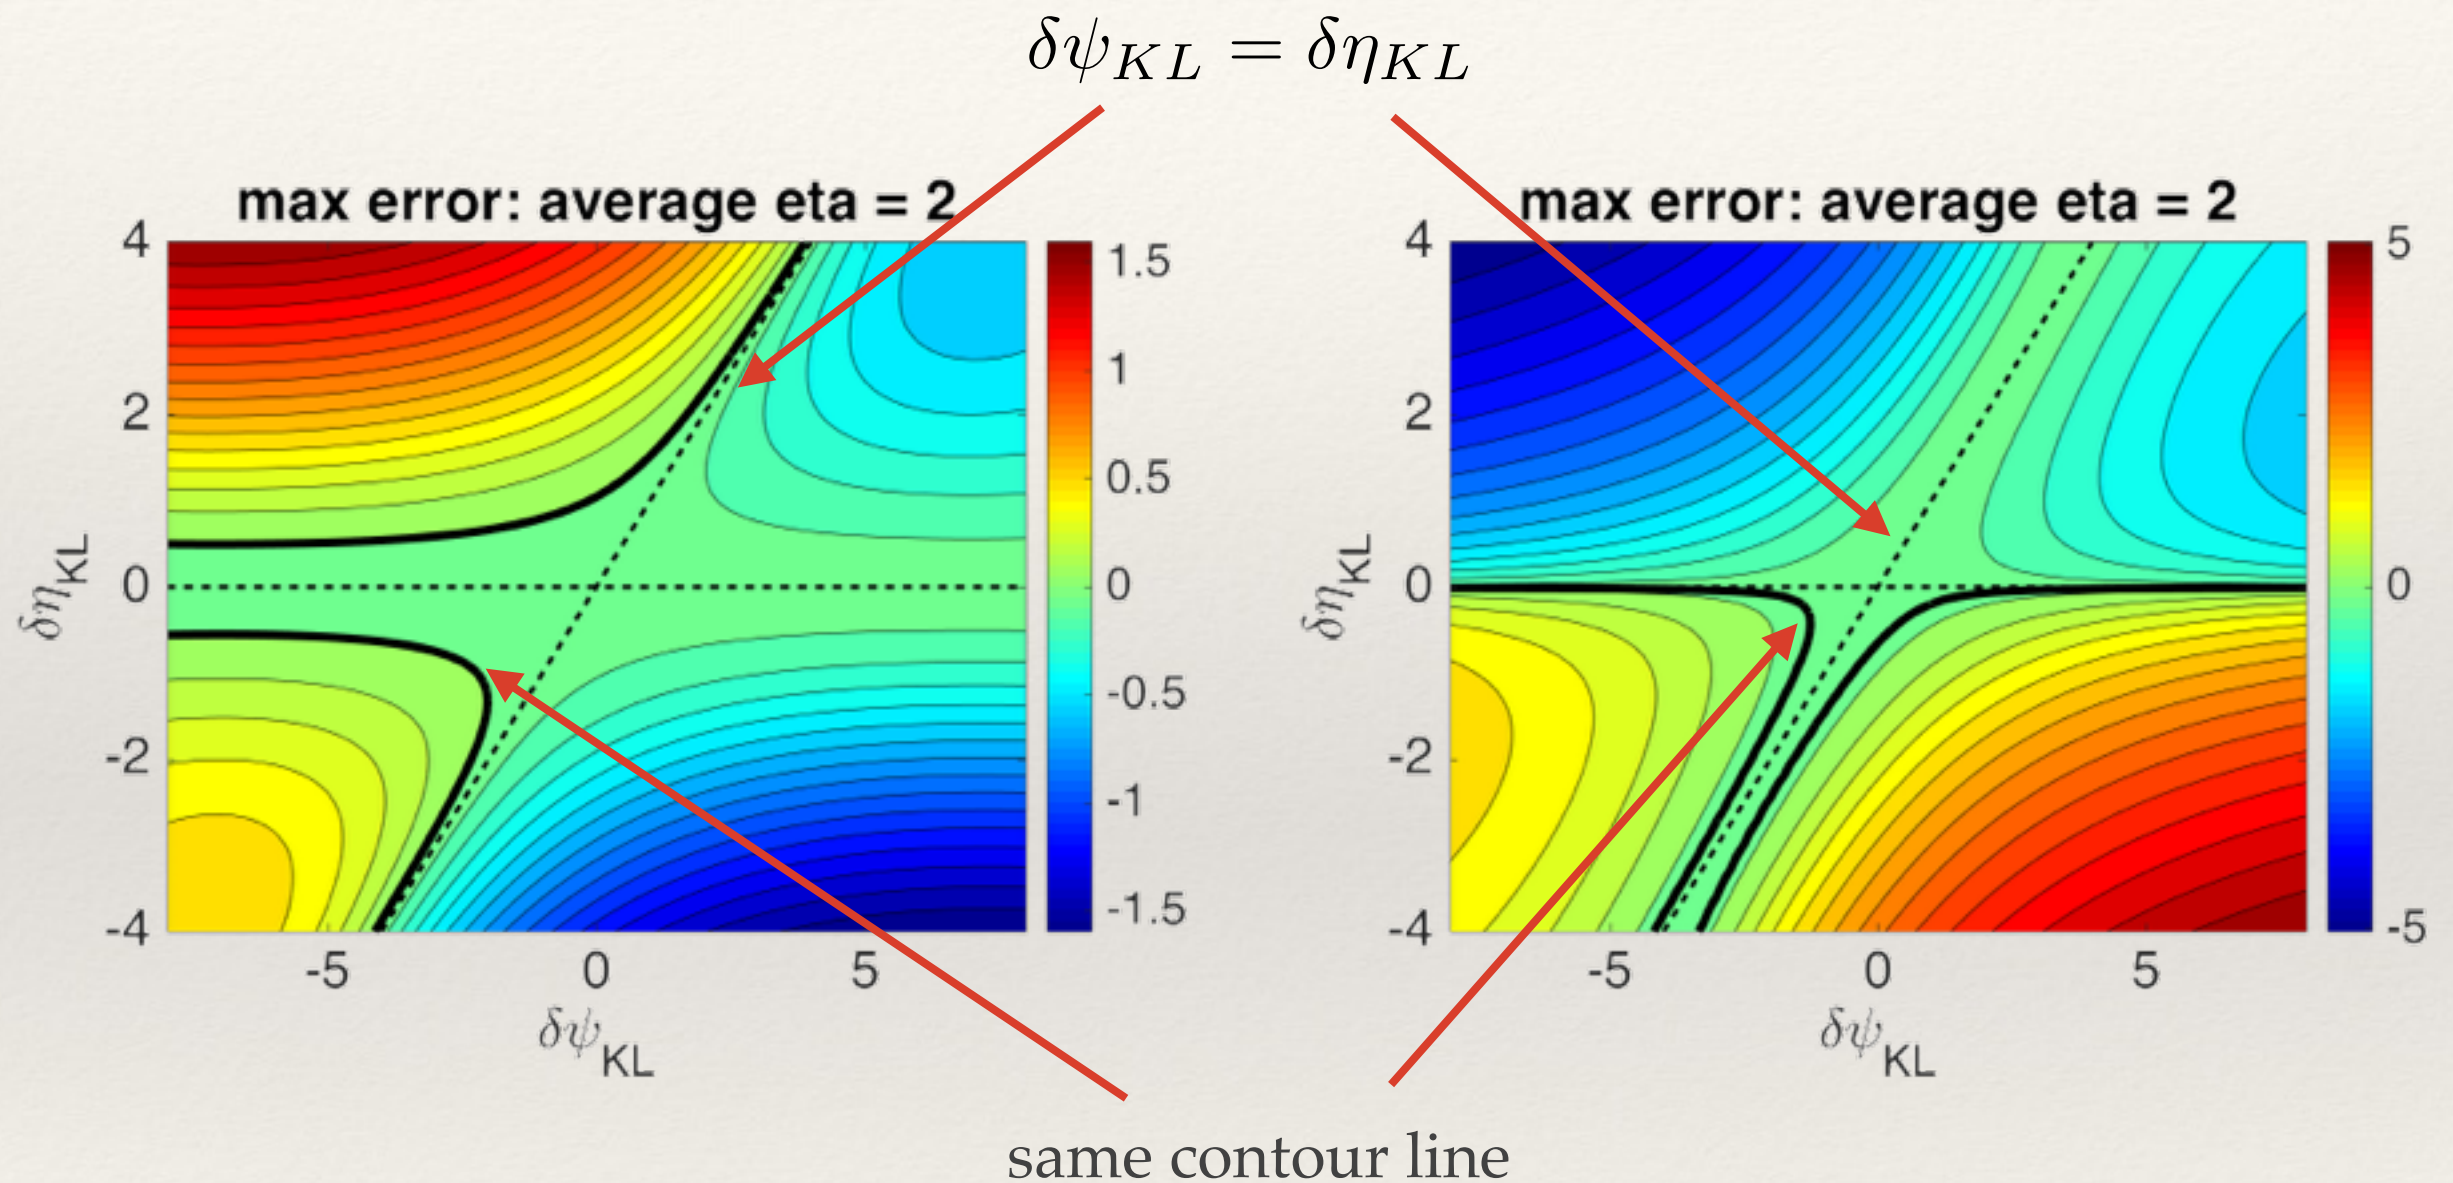 δψ_KL = δη_KL
max error: average eta = 2
4
2
0
-2
-4
δη_KL
-5 0 5
δψ_KL
1.5
1
0.5
0
-0.5
-1
-1.5
max error: average eta = 2
4
2
0
-2
-4
δη_KL
-5 0 5
δψ_KL
5
0
-5
same contour line